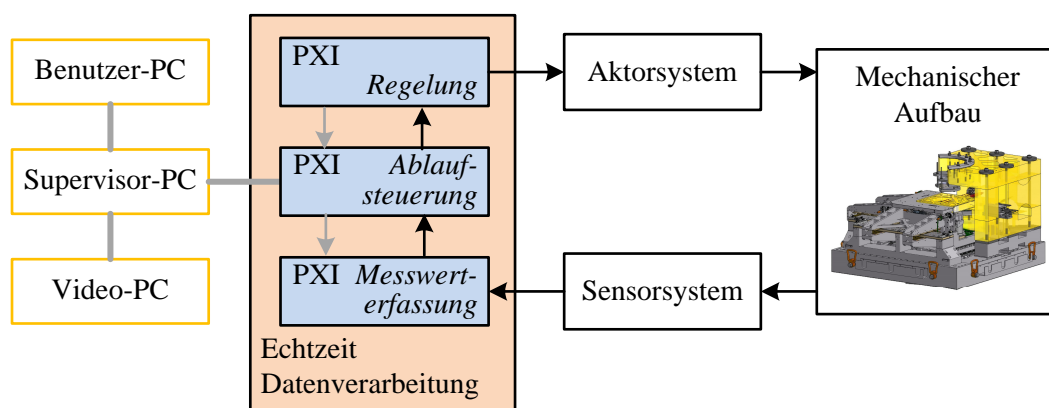 Benutzer-PC
Supervisor-PC
Video-PC
PXI
Regelung
PXI Ablauf-
steuerung
PXI Messwert-
erfassung
Echtzeit
Datenverarbeitung
Aktorsystem
Sensorsystem
Mechanischer
Aufbau